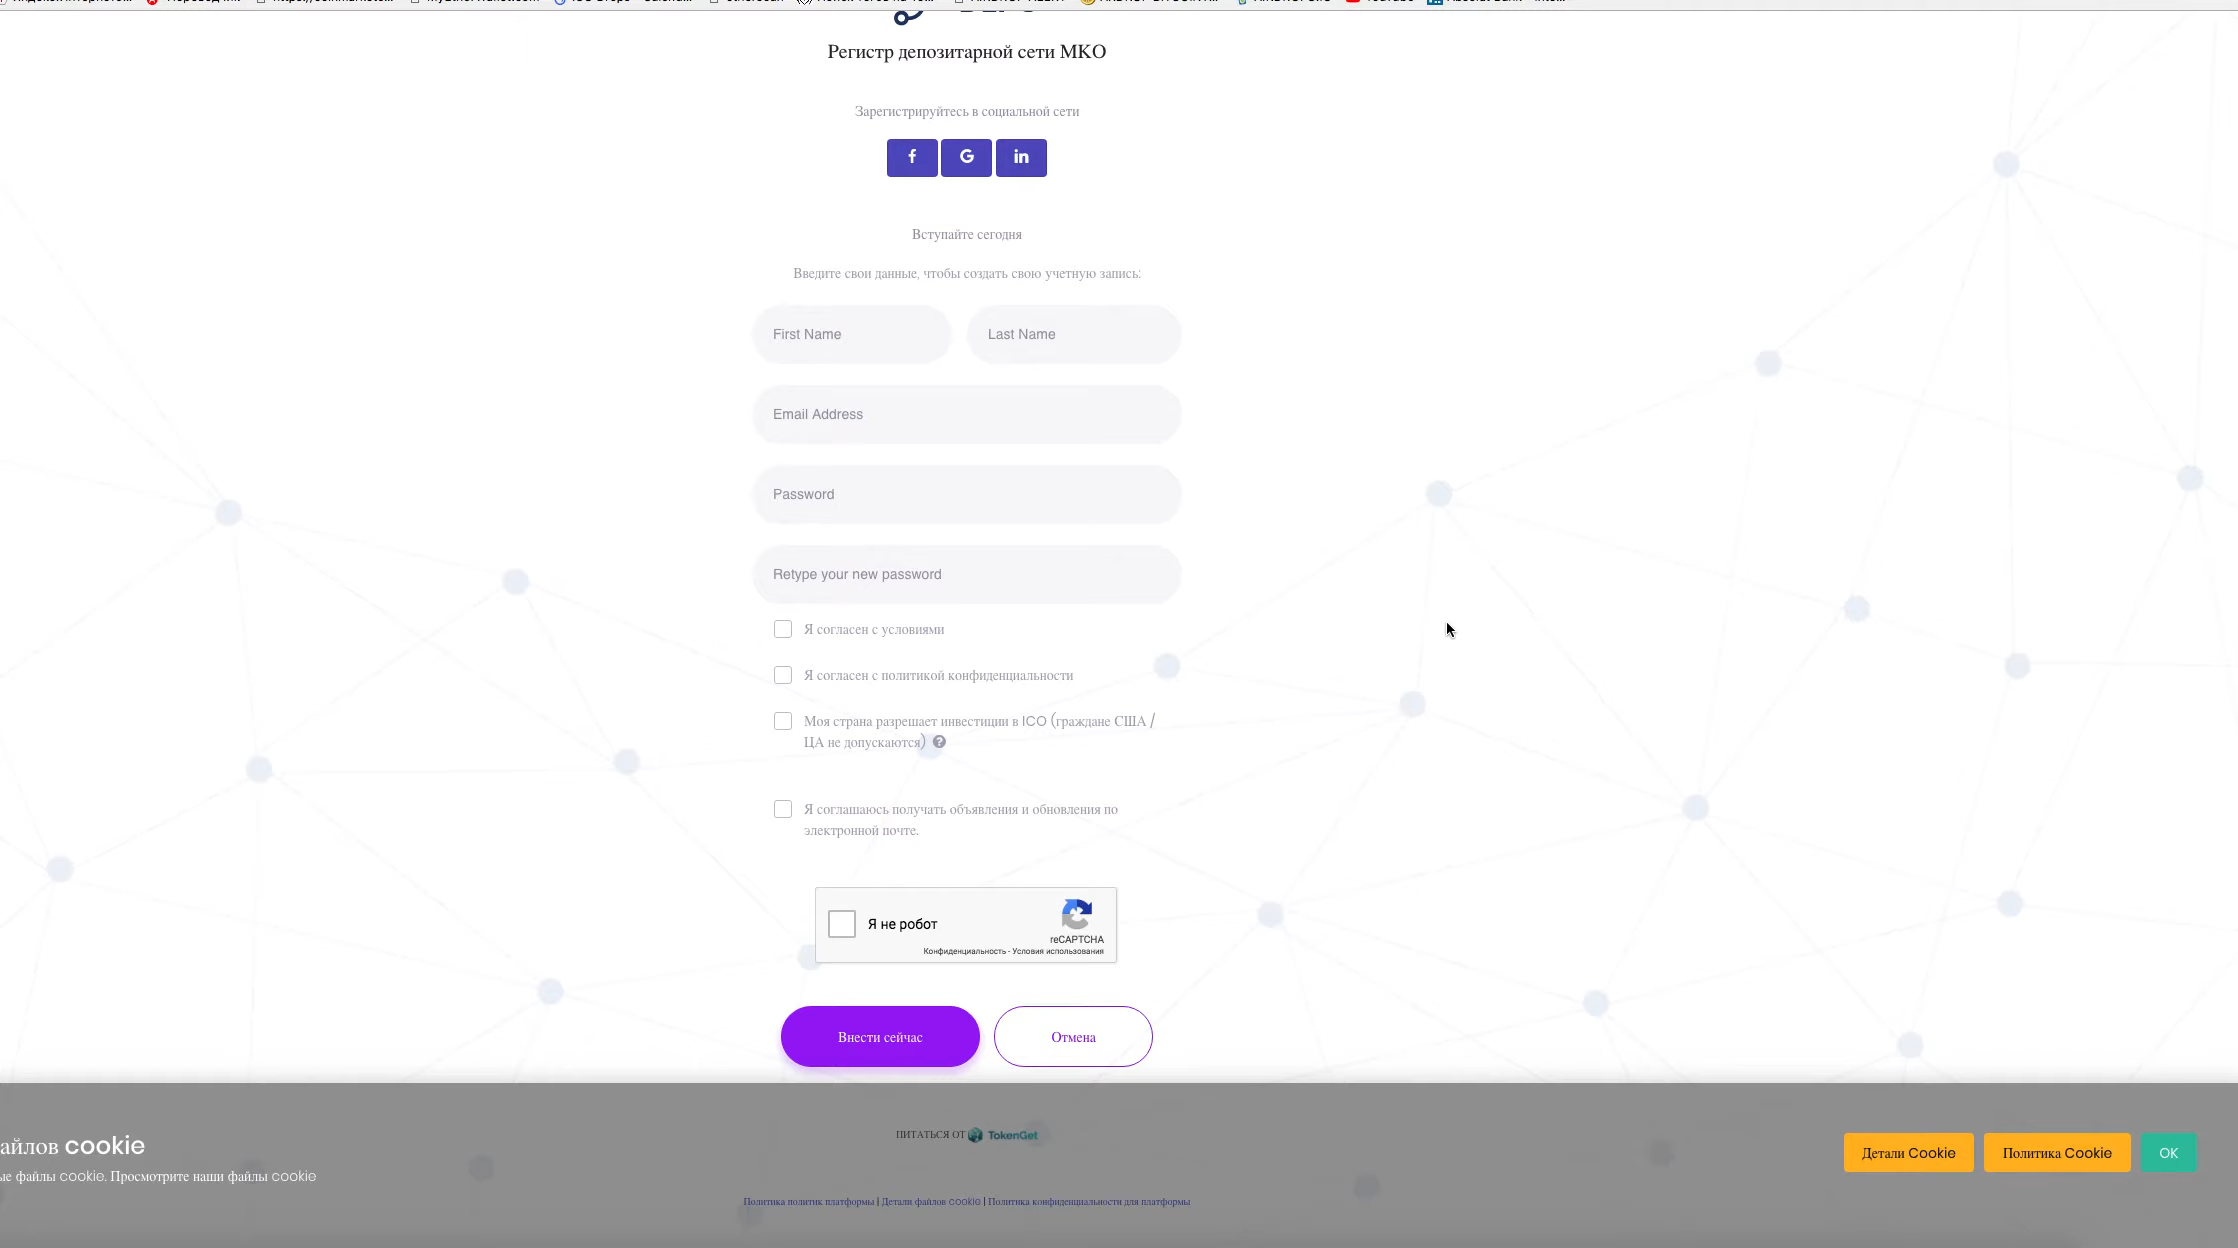 Регистр депозитарной сети МКО
Зарегистрируйтесь в социальной сети
f G in
Вступайте сегодня
Введите свои данные, чтобы создать свою учетную запись:
First Name Last Name
Email Address
Password
Retype your new password
Я согласен с условиями
Я согласен с политикой конфиденциальности
Моя страна разрешает инвестиции в ICO (граждане США /
ЦА не допускаются) ?
Я соглашаюсь получать объявления и обновления по
электронной почте.
Я не робот
reCAPTCHA
Конфиденциальность - Условия использования
Внести сейчас Отмена
ПИТАТЬСЯ ОТ TokenGet
айлов cookie
ые файлы cookie. Просмотрите наши файлы cookie
Детали Cookie Политика Cookie OK
Политика политик платформы | Детали файлов cookie | Политика конфиденциальности для платформы